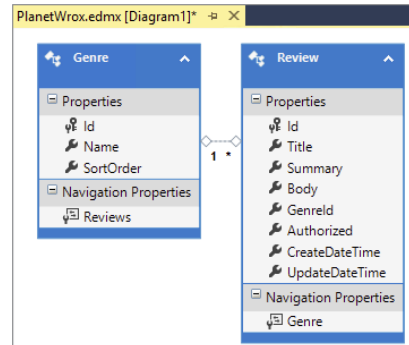 PlanetWrox.edmx [Diagram1]*
Genre
Properties
Id
Name
SortOrder
Navigation Properties
Reviews
1 *
Review
Properties
Id
Title
Summary
Body
GenreId
Authorized
CreateDateTime
UpdateDateTime
Navigation Properties
Genre